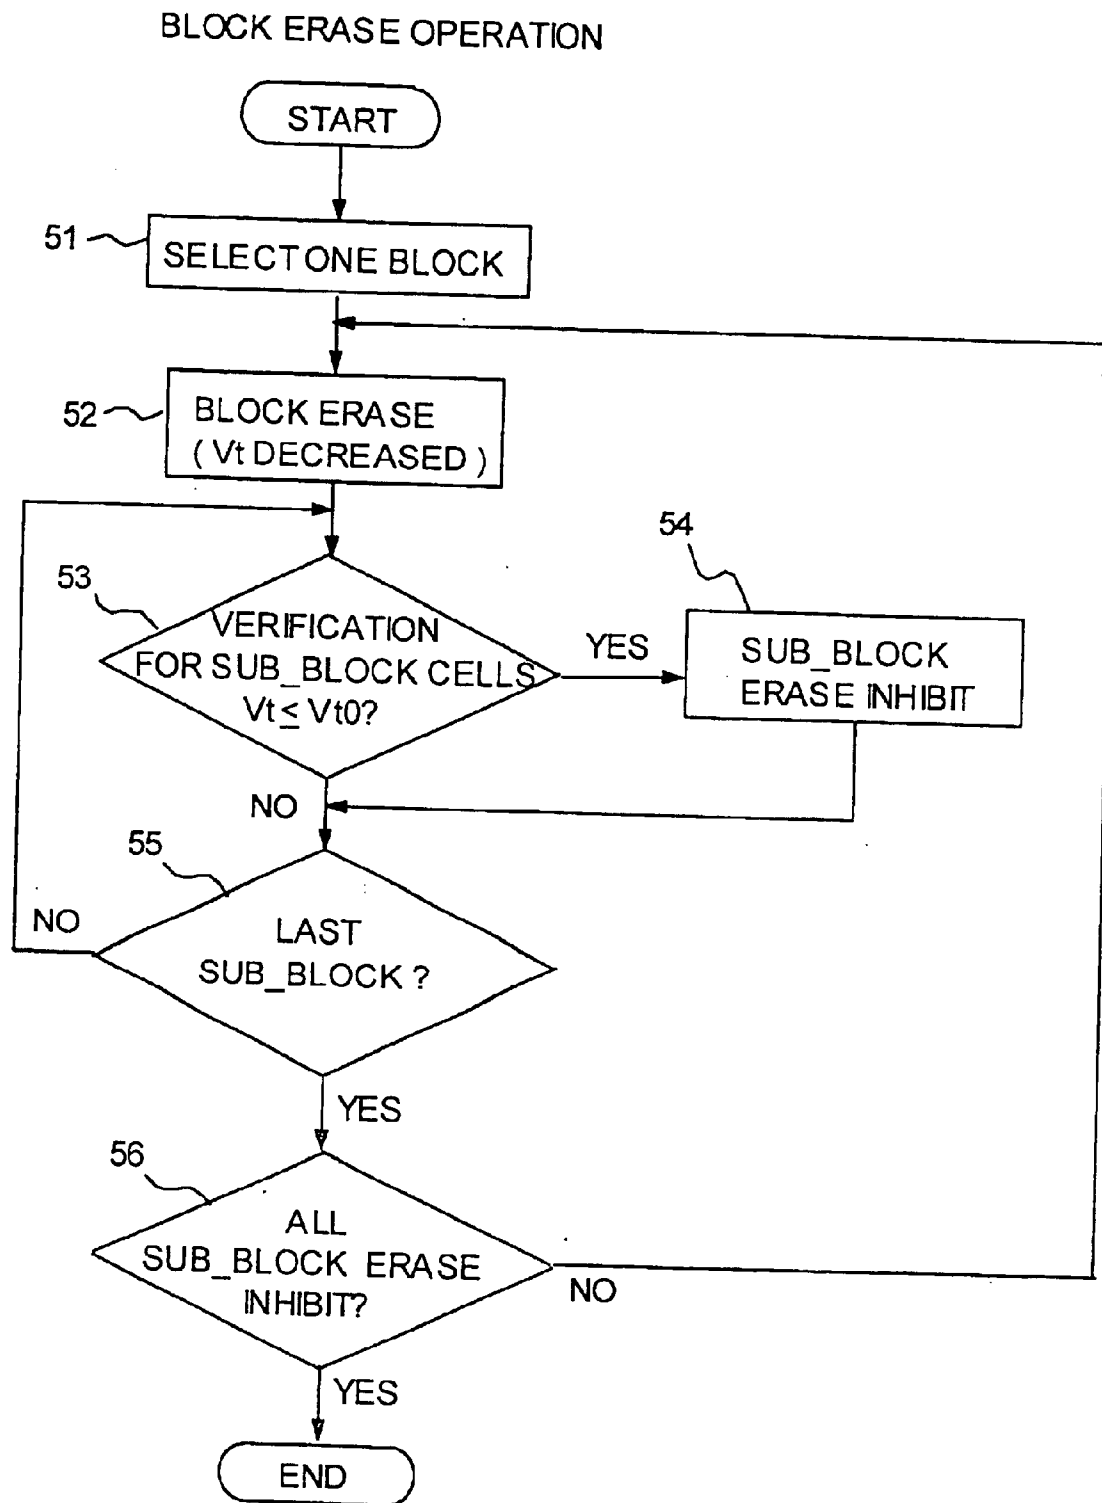 BLOCK ERASE OPERATION
START
51
SELECT ONE BLOCK
52
BLOCK ERASE
( Vt DECREASED )
54
53
VERIFICATION
FOR SUB_BLOCK CELLS
Vt ≤ Vt0?
YES
SUB_BLOCK
ERASE INHIBIT
NO
55
NO
LAST
SUB_BLOCK ?
YES
56
ALL
SUB_BLOCK ERASE
INHIBIT?
NO
YES
END